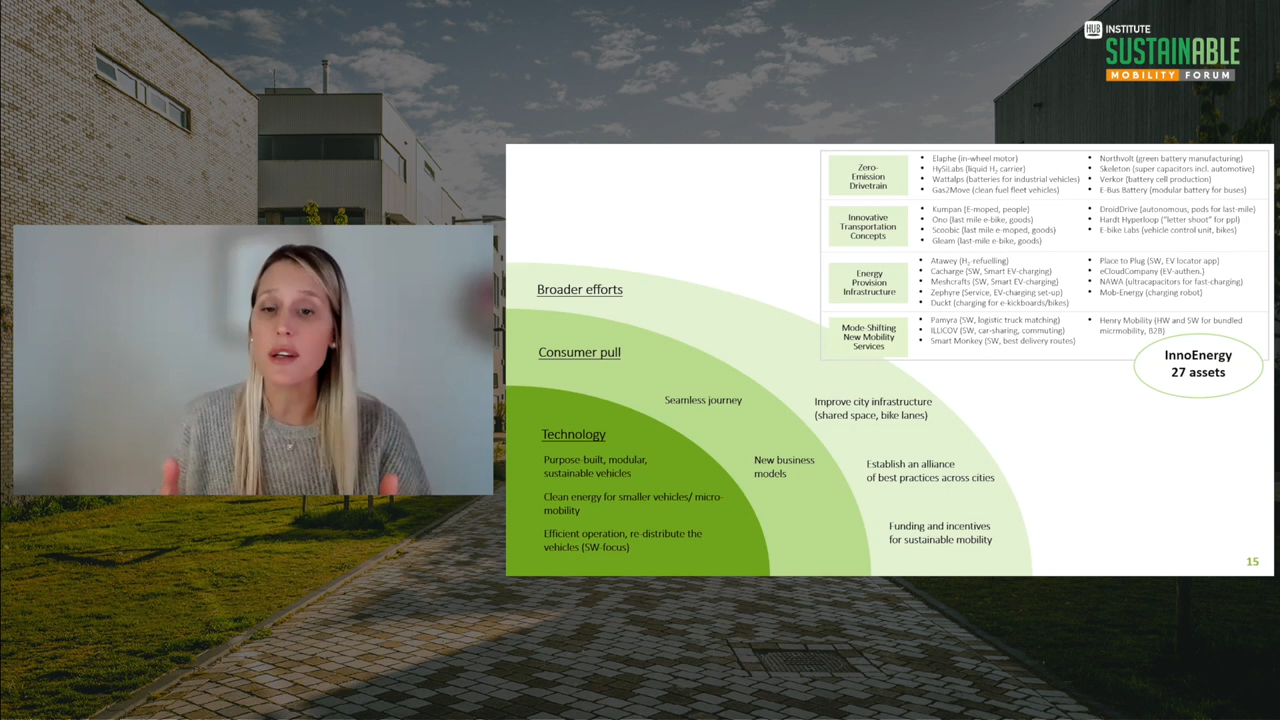 HUB INSTITUTE
SUSTAINABLE
MOBILITY FORUM
Zero-
Emission
Drivetrain
• Elaphe (in-wheel motor)
• HySiLabs (liquid H₂ carrier)
• Wattalps (batteries for industrial vehicles)
• Gas2Move (clean fuel fleet vehicles)
• Northvolt (green battery manufacturing)
• Skeleton (super capacitors incl. automotive)
• Verkor (battery cell production)
• E-Bus Battery (modular battery for buses)
Innovative
Transportation
Concepts
• Kumpan (E-moped, people)
• Ono (last mile e-bike, goods)
• Scoobic (last mile e-moped, goods)
• Gleam (last-mile e-bike, goods)
• DroidDrive (autonomous, pods for last-mile)
• Hardt Hyperloop ("letter shoot" for ppl)
• E-bike Labs (vehicle control unit, bikes)
Energy
Provision
Infrastructure
• Atawey (H₂-refuelling)
• Cacharge (SW, Smart EV-charging)
• Meshcrafts (SW, Smart EV-charging)
• Zephyre (Service, EV-charging set-up)
• Duckt (charging for e-kickboards/bikes)
• Place to Plug (SW, EV locator app)
• eCloudCompany (EV-authen.)
• NAWA (ultracapacitors for fast-charging)
• Mob-Energy (charging robot)
Mode-Shifting
New Mobility
Services
• Pamyra (SW, logistic truck matching)
• ILLICOV (SW, car-sharing, commuting)
• Smart Monkey (SW, best delivery routes)
• Henry Mobility (HW and SW for bundled
micrmobility, B2B)
InnoEnergy
27 assets
Broader efforts
Consumer pull
Seamless journey
Improve city infrastructure
(shared space, bike lanes)
Technology
Purpose-built, modular,
sustainable vehicles
New business
models
Establish an alliance
of best practices across cities
Clean energy for smaller vehicles/ micro-
mobility
Efficient operation, re-distribute the
vehicles (SW-focus)
Funding and incentives
for sustainable mobility
15